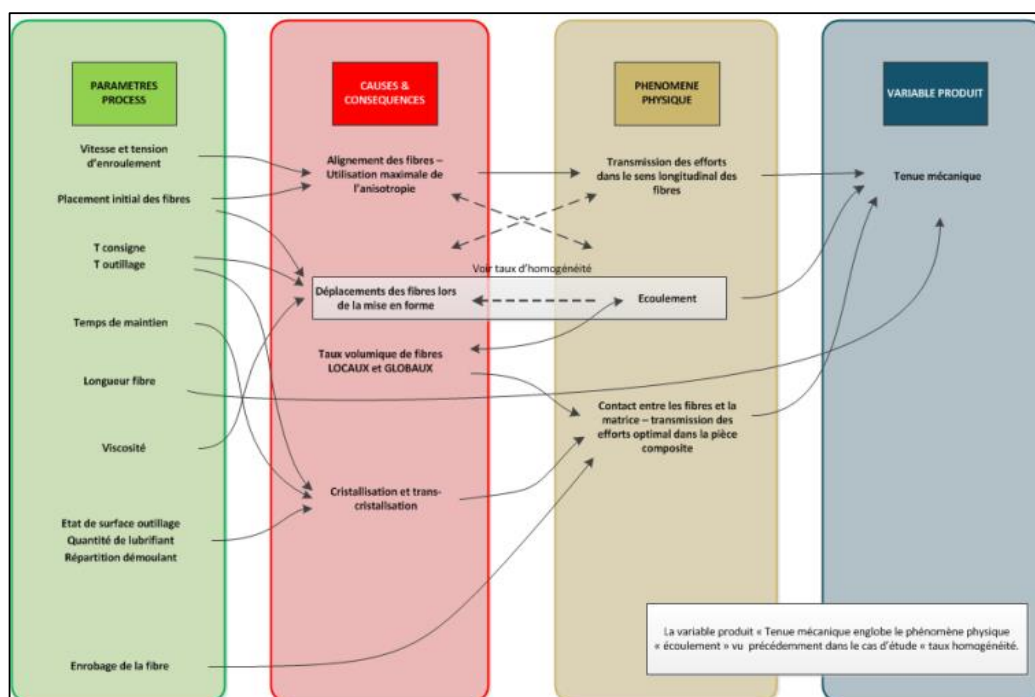 PARAMETRES
PROCESS
CAUSES &
CONSEQUENCES
PHENOMENE
PHYSIQUE
VARIABLE PRODUIT
Vitesse et tension
d'enroulement
Placement initial des fibres
T consigne
T outillage
Temps de maintien
Longueur fibre
Viscosité
Etat de surface outillage
Quantité de lubrifiant
Répartition démoulant
Enrobage de la fibre
Alignement des fibres –
Utilisation maximale de
l'anisotropie
Déplacements des fibres lors
de la mise en forme
Taux volumique de fibres
LOCAUX et GLOBAUX
Cristallisation et trans-
cristalisation
Transmission des efforts
dans le sens longitudinal des
fibres
Voir taux d'homogénéité
Ecoulement
Contact entre les fibres et la
matrice – transmission des
efforts optimal dans la pièce
composite
Tenue mécanique
La variable produit « Tenue mécanique englobe le phénomène physique
« écoulement » vu précédemment dans le cas d'étude « taux homogénéité.